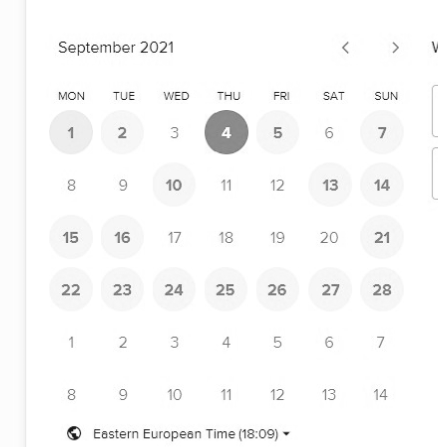 September 2021
MON TUE WED THU FRI SAT SUN
1 2 3 4 5 6 7
8 9 10 11 12 13 14
15 16 17 18 19 20 21
22 23 24 25 26 27 28
1 2 3 4 5 6 7
8 9 10 11 12 13 14
Eastern European Time (18:09)